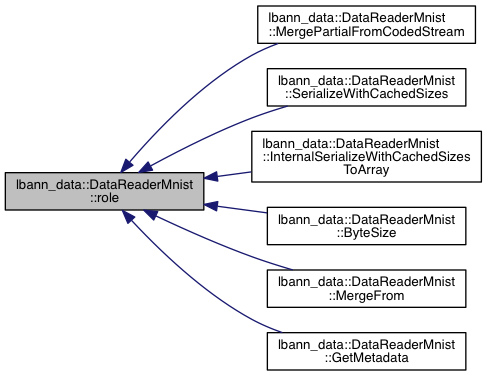 lbann_data::DataReaderMnist
::MergePartialFromCodedStream
lbann_data::DataReaderMnist
::SerializeWithCachedSizes
lbann_data::DataReaderMnist
::InternalSerializeWithCachedSizes
ToArray
lbann_data::DataReaderMnist
::role
lbann_data::DataReaderMnist
::ByteSize
lbann_data::DataReaderMnist
::MergeFrom
lbann_data::DataReaderMnist
::GetMetadata